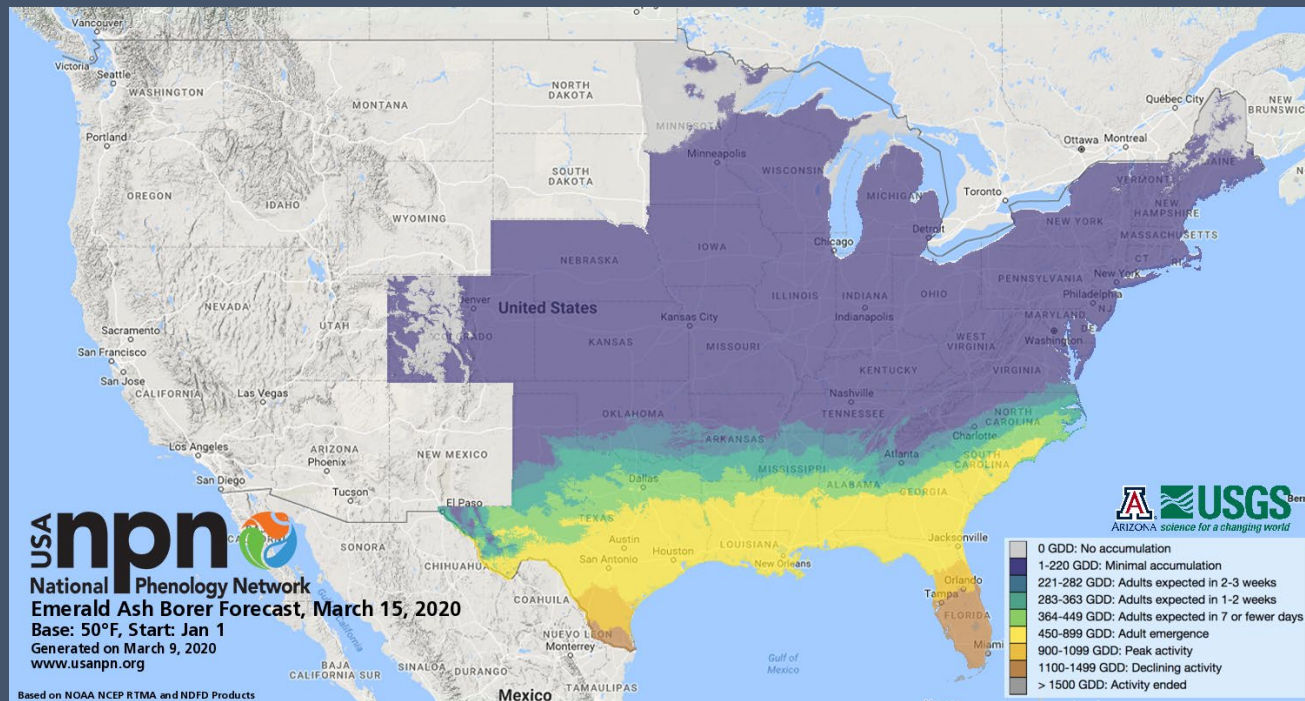 Vancouver
Victoria
Seattle
WASHINGTON
Portland
OREGON
IDAHO
MONTANA
NORTH
DAKOTA
SOUTH
DAKOTA
WYOMING
MINNESOTA
Minneapolis
WISCONSIN
MICHIGAN
Toronto
Ottawa
Montreal
Québec City
NEW
BRUNSWICK
MAINE
VERMONT
NEW
HAMPSHIRE
MASSACHUSETTS
CT
RI
NEW YORK
Detroit
Chicago
IOWA
NEBRASKA
NEVADA
UTAH
Denver
COLORADO
United States
KANSAS
Kansas City
MISSOURI
ILLINOIS
INDIANA
Indianapolis
OHIO
PENNSYLVANIA
New York
Philadelphia
NJ
MARYLAND
DE
Washington
WEST
VIRGINIA
VIRGINIA
KENTUCKY
Nashville
TENNESSEE
NORTH
CAROLINA
Charlotte
SOUTH
CAROLINA
Atlanta
Sacramento
San Francisco
San Jose
CALIFORNIA
Las Vegas
Los Angeles
San Diego
ARIZONA
Phoenix
Tucson
NEW MEXICO
El Paso
OKLAHOMA
ARKANSAS
MISSISSIPPI
ALABAMA
GEORGIA
Dallas
TEXAS
Austin
San Antonio
Houston
LOUISIANA
New Orleans
Jacksonville
Orlando
Tampa
FLORIDA
Miami
Gulf of
Mexico
SONORA
CHIHUAHUA
COAHUILA
NUEVO LEON
Monterrey
SINALOA
DURANGO
TAMAULIPAS
Mexico
BAJA
CALIFORNIA SUR
Gulf of California
USA npn
National Phenology Network
Emerald Ash Borer Forecast, March 15, 2020
Base: 50°F, Start: Jan 1
Generated on March 9, 2020
www.usanpn.org
Based on NOAA NCEP RTMA and NDFD Products
A
ARIZONA
USGS
science for a changing world
Ber
0 GDD: No accumulation
1-220 GDD: Minimal accumulation
221-282 GDD: Adults expected in 2-3 weeks
283-363 GDD: Adults expected in 1-2 weeks
364-449 GDD: Adults expected in 7 or fewer days
450-899 GDD: Adult emergence
900-1099 GDD: Peak activity
1100-1499 GDD: Declining activity
> 1500 GDD: Activity ended